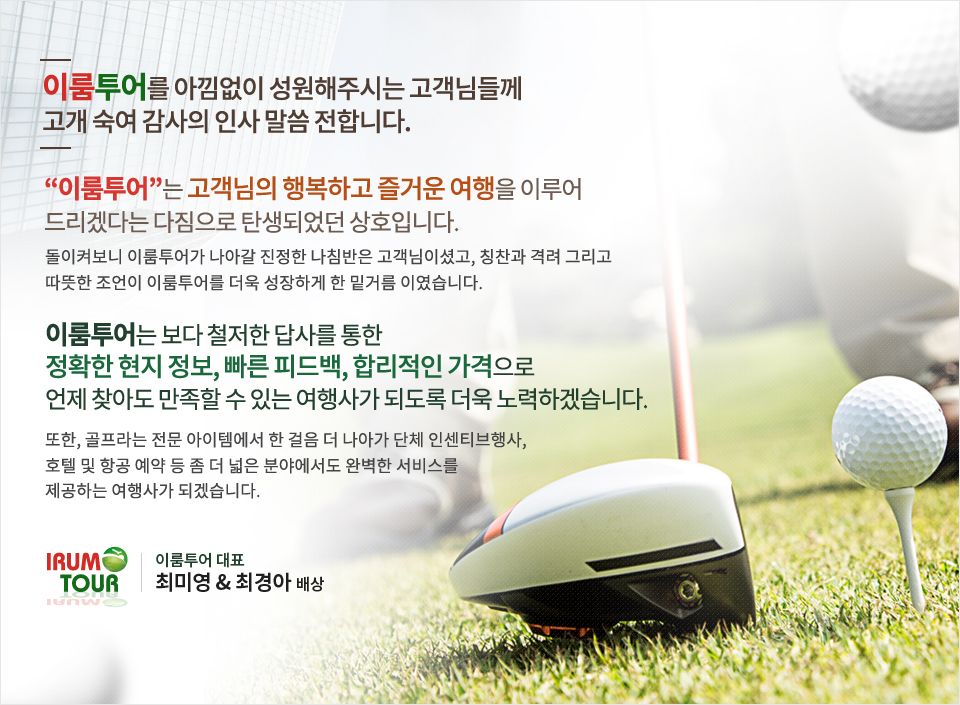 이룸투어를 아낌없이 성원해주시는 고객님들께
고개 숙여 감사의 인사 말씀 전합니다.
“이룸투어”는 고객님의 행복하고 즐거운 여행을 이루어
드리겠다는 다짐으로 탄생되었던 상호입니다.
돌이켜보니 이룸투어가 나아갈 진정한 나침반은 고객님이셨고, 칭찬과 격려 그리고
따뜻한 조언이 이룸투어를 더욱 성장하게 한 밑거름 이였습니다.
이룸투어는 보다 철저한 답사를 통한
정확한 현지 정보, 빠른 피드백, 합리적인 가격으로
언제 찾아도 만족할 수 있는 여행사가 되도록 더욱 노력하겠습니다.
또한, 골프라는 전문 아이템에서 한 걸음 더 나아가 단체 인센티브행사,
호텔 및 항공 예약 등 좀 더 넓은 분야에서도 완벽한 서비스를
제공하는 여행사가 되겠습니다.
IRUM
TOUR
이룸투어 대표
최미영 & 최경아 배상